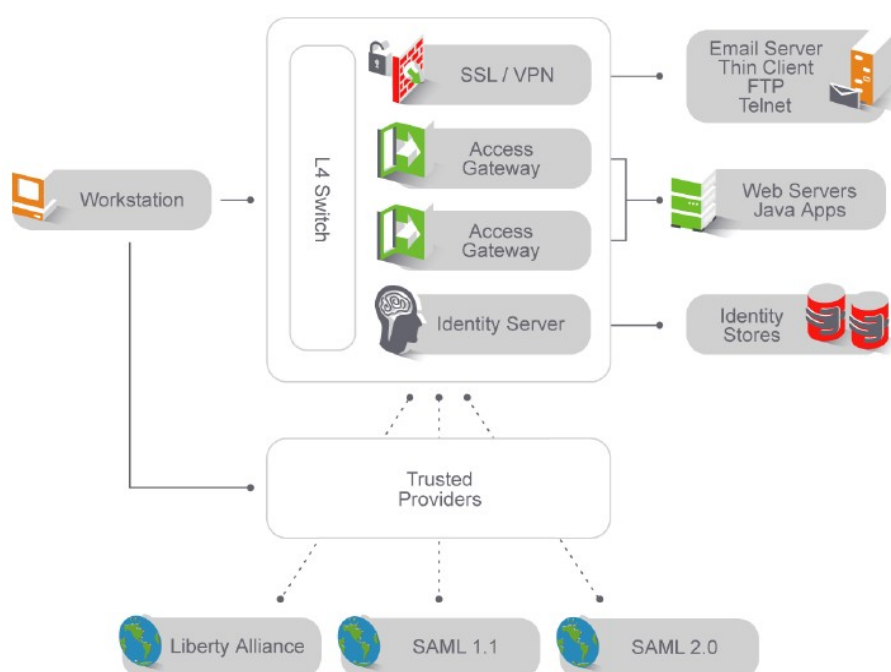 SSL / VPN
Email Server
Thin Client
FTP
Telnet
L4 Switch
Access
Gateway
Workstation
Web Servers
Java Apps
Access
Gateway
Identity Server
Identity
Stores
Trusted
Providers
Liberty Alliance
SAML 1.1
SAML 2.0